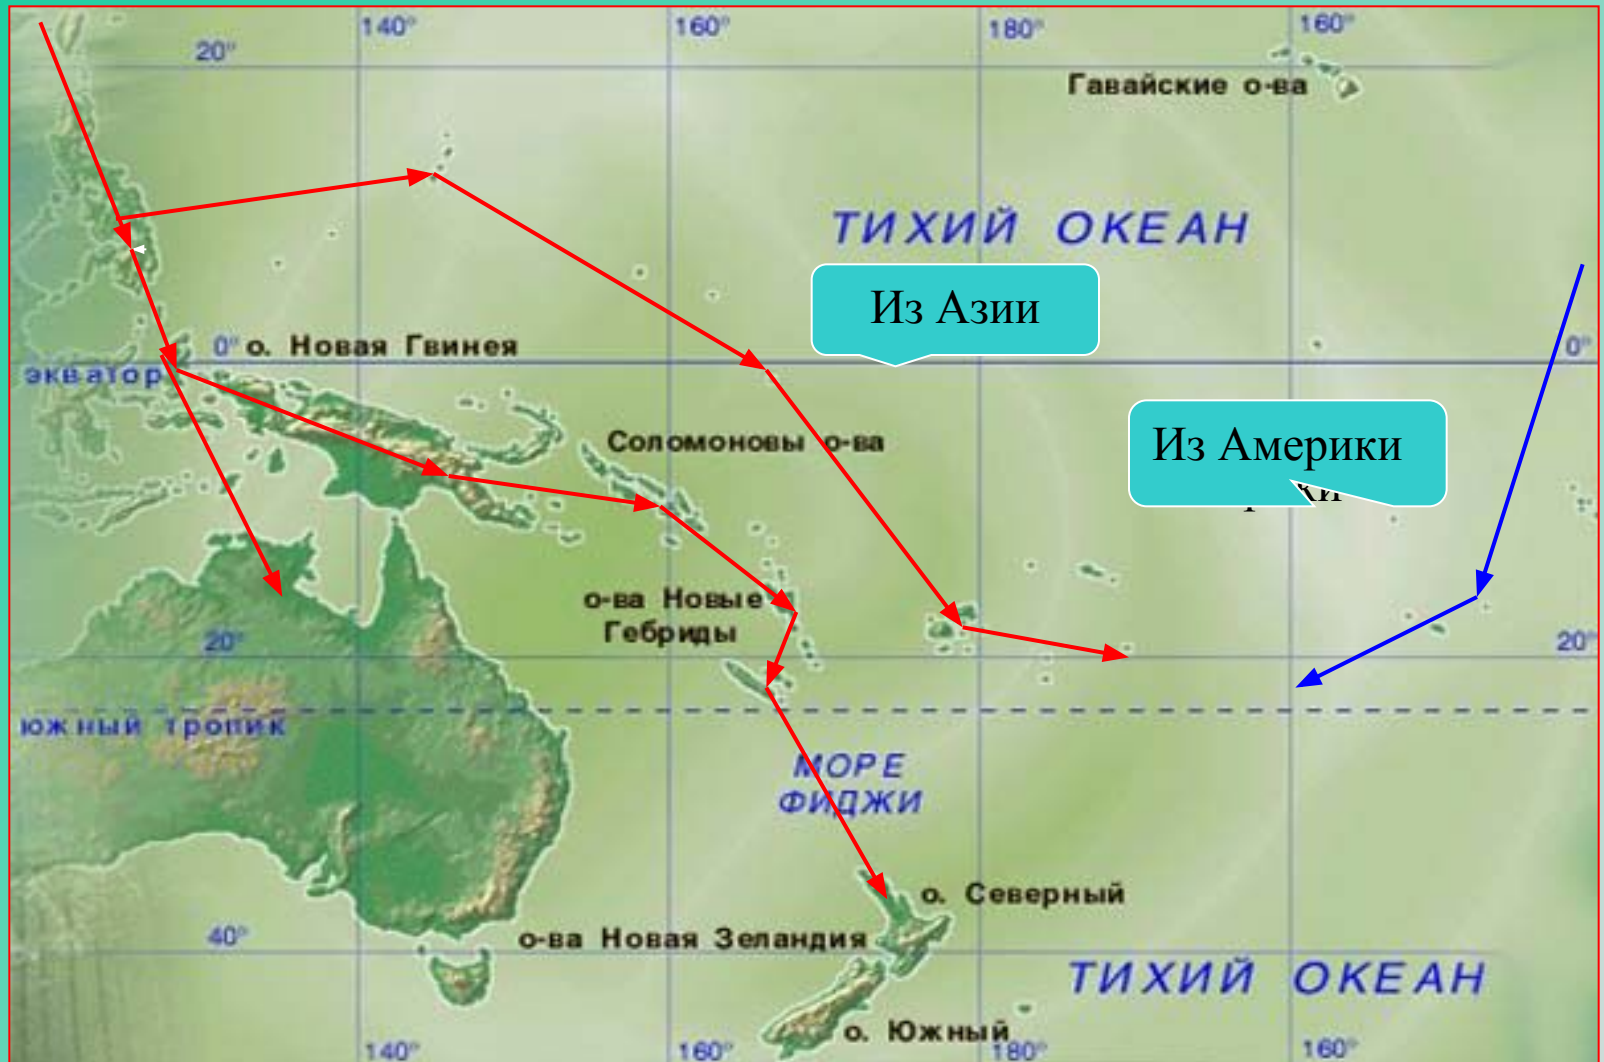 140°
160°
180°
160°
20°
Гавайские о-ва
ТИХИЙ ОКЕАН
Из Азии
0° о. Новая Гвинея
0°
экватор
Соломоновы о-ва
Из Америки
о-ва Новые
Гебриды
20°
20°
южный тропик
МОРЕ
ФИДЖИ
о. Северный
40°
о-ва Новая Зеландия
ТИХИЙ ОКЕАН
о. Южный
140°
160°
180°
160°